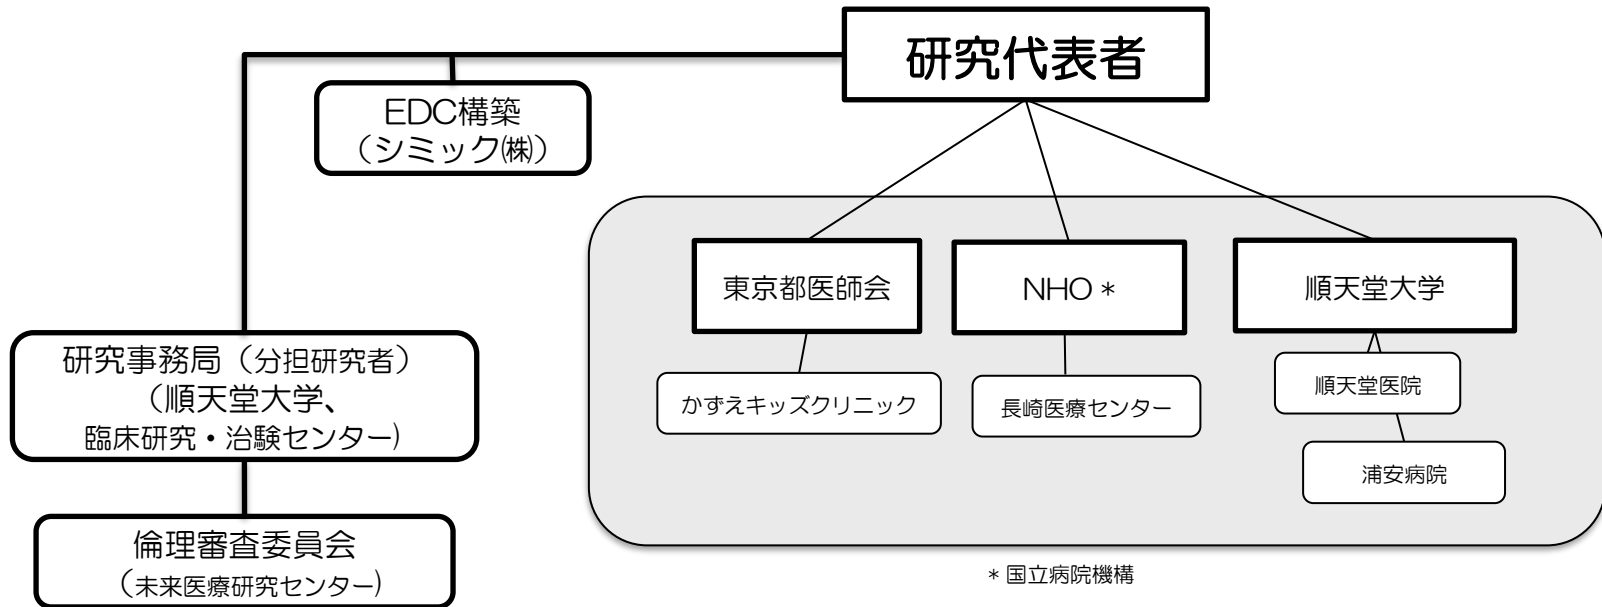 研究代表者
EDC構築
（シミック㈱）
東京都医師会
NHO＊
順天堂大学
かずえキッズクリニック
長崎医療センター
順天堂医院
浦安病院
研究事務局（分担研究者）
（順天堂大学、
臨床研究・治験センター）
倫理審査委員会
（未来医療研究センター）
＊国立病院機構